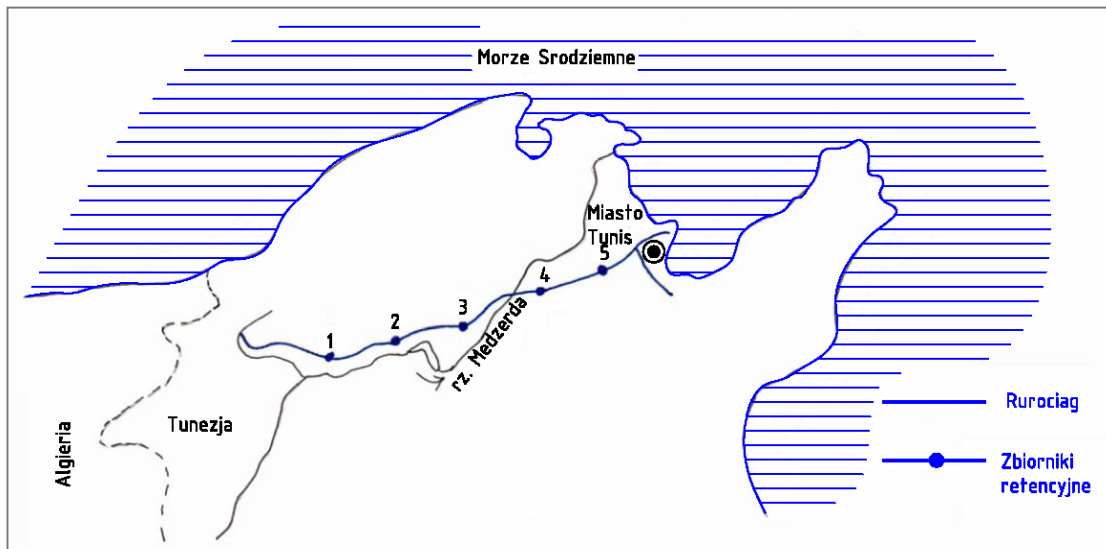 Morze Srodziemne
Miasto
Tunis
5
4
3
2
1
rz. Medzerda
Tunezja
Algieria
Rurociag
Zbiorniki
retencyjne